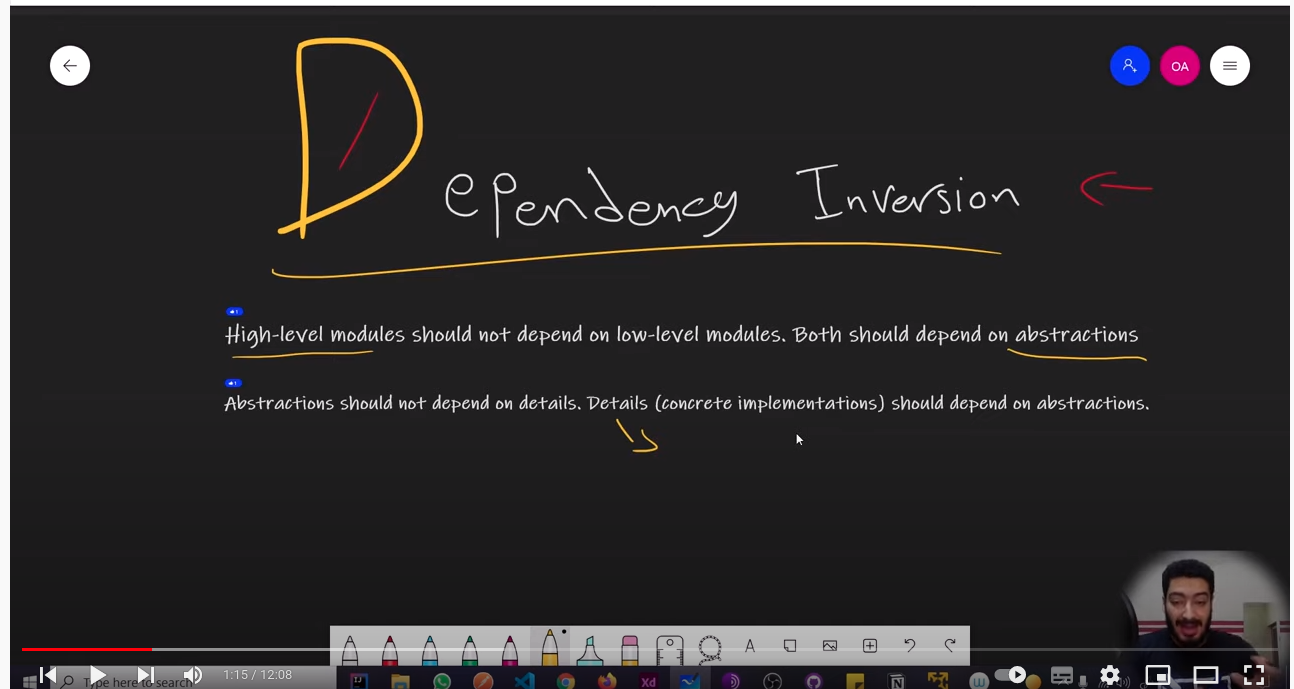 OA
Dependency Inversion
High-level modules should not depend on low-level modules. Both should depend on abstractions
Abstractions should not depend on details. Details (concrete implementations) should depend on abstractions.
A
Xd
1:15 / 12:08
Type here to search